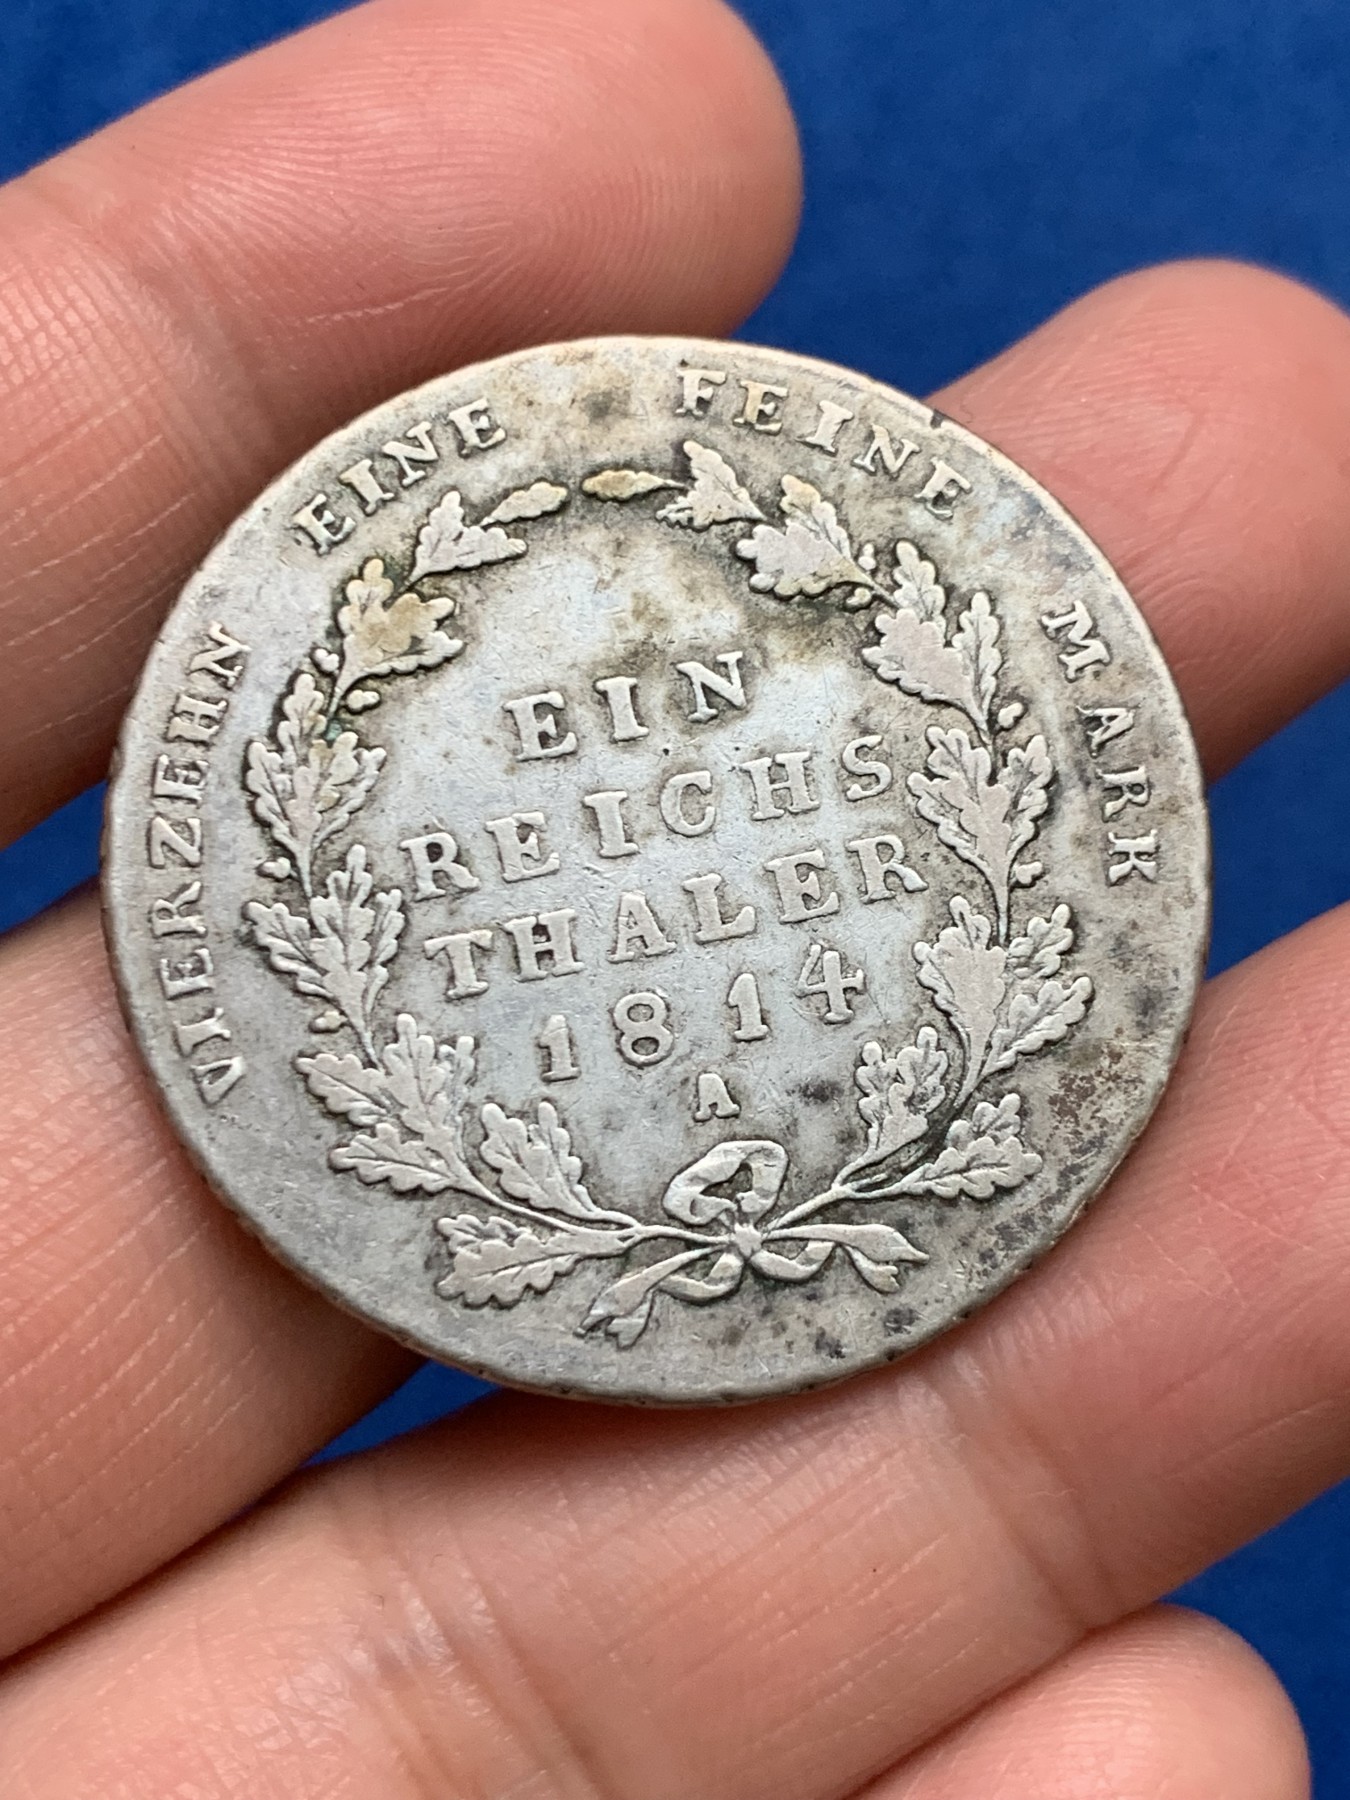 VIERZEHN EINE FEINE MARK
EIN
REICHS
THALER
1814
A